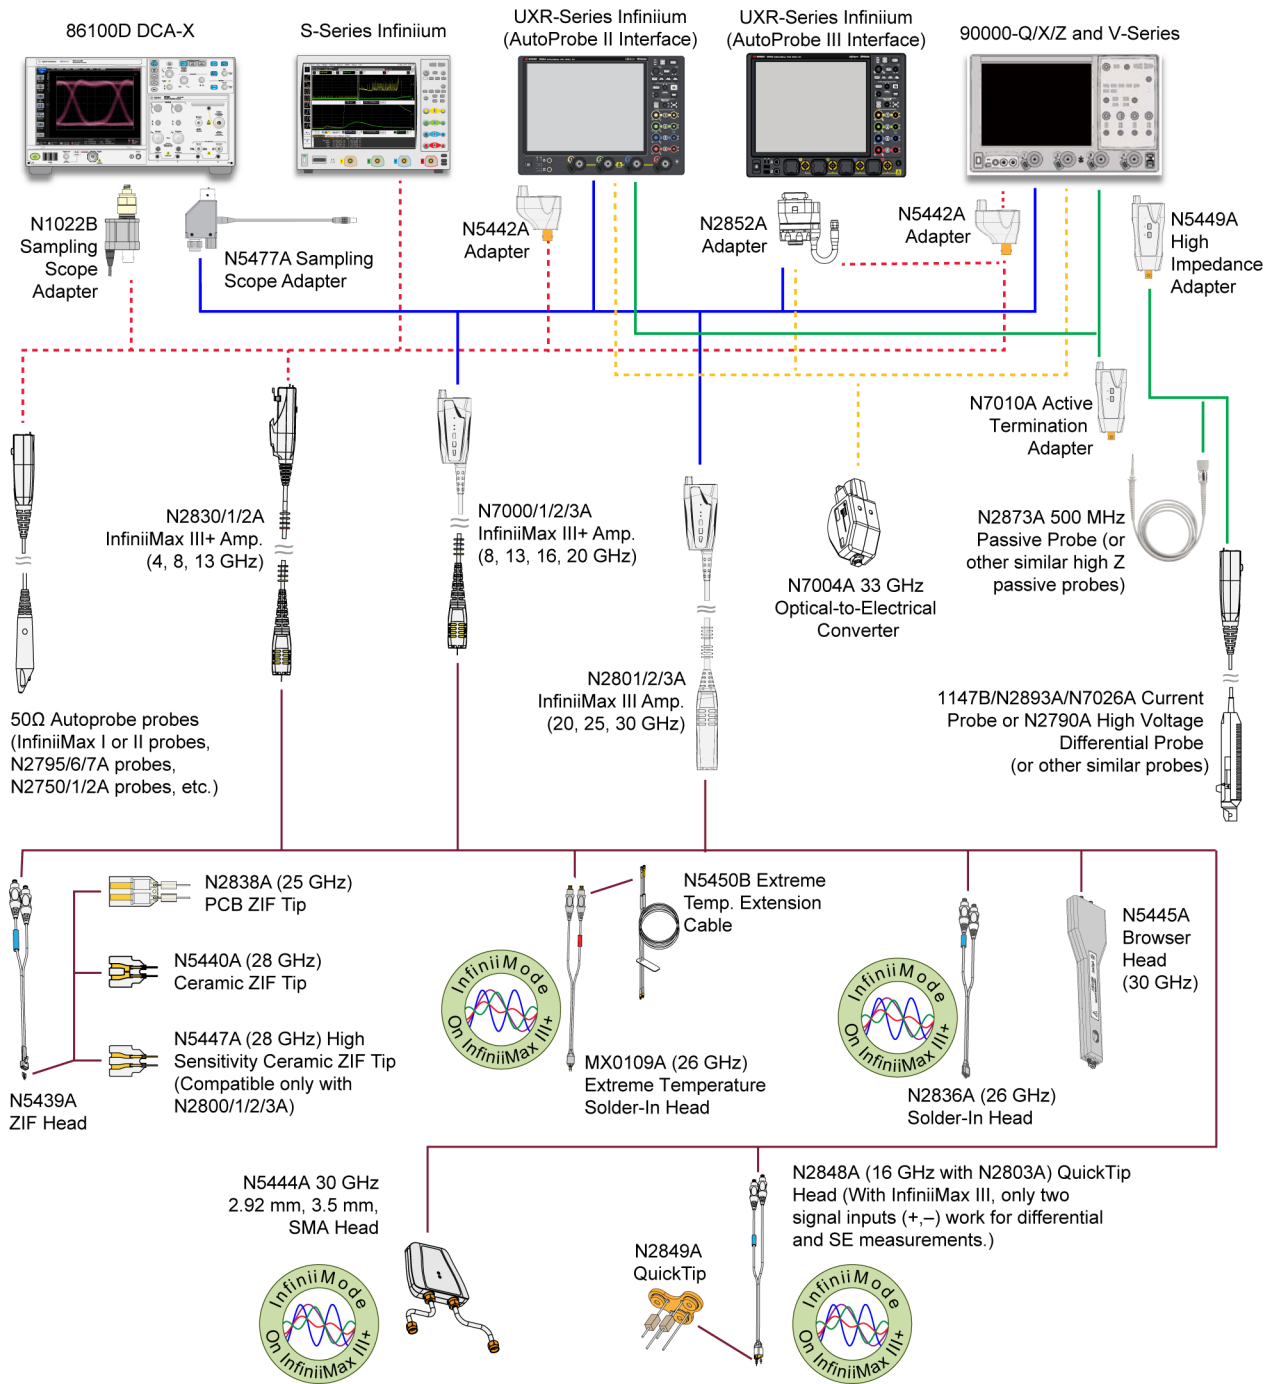 86100D DCA-X
S-Series Infiniium
UXR-Series Infiniium
(AutoProbe II Interface)
UXR-Series Infiniium
(AutoProbe III Interface)
90000-Q/X/Z and V-Series
N1022B
Sampling
Scope
Adapter
N5477A Sampling
Scope Adapter
N5442A
Adapter
N2852A
Adapter
N5442A
Adapter
N5449A
High
Impedance
Adapter
N7010A Active
Termination
Adapter
N2830/1/2A
InfiniiMax III+ Amp.
(4, 8, 13 GHz)
N7000/1/2/3A
InfiniiMax III+ Amp.
(8, 13, 16, 20 GHz)
N7004A 33 GHz
Optical-to-Electrical
Converter
N2873A 500 MHz
Passive Probe (or
other similar high Z
passive probes)
50Ω Autoprobe probes
(InfiniiMax I or II probes,
N2795/6/7A probes,
N2750/1/2A probes, etc.)
N2801/2/3A
InfiniiMax III Amp.
(20, 25, 30 GHz)
1147B/N2893A/N7026A Current
Probe or N2790A High Voltage
Differential Probe
(or other similar probes)
N2838A (25 GHz)
PCB ZIF Tip
N5440A (28 GHz)
Ceramic ZIF Tip
N5447A (28 GHz) High
Sensitivity Ceramic ZIF Tip
(Compatible only with
N2800/1/2/3A)
N5439A
ZIF Head
N5450B Extreme
Temp. Extension
Cable
InfiniiMode
On InfiniiMax III+
MX0109A (26 GHz)
Extreme Temperature
Solder-In Head
InfiniiMode
On InfiniiMax III+
N2836A (26 GHz)
Solder-In Head
N5445A
Browser
Head
(30 GHz)
N5444A 30 GHz
2.92 mm, 3.5 mm,
SMA Head
InfiniiMode
On InfiniiMax III+
N2849A
QuickTip
N2848A (16 GHz with N2803A) QuickTip
Head (With InfiniiMax III, only two
signal inputs (+,–) work for differential
and SE measurements.)
InfiniiMode
On InfiniiMax III+